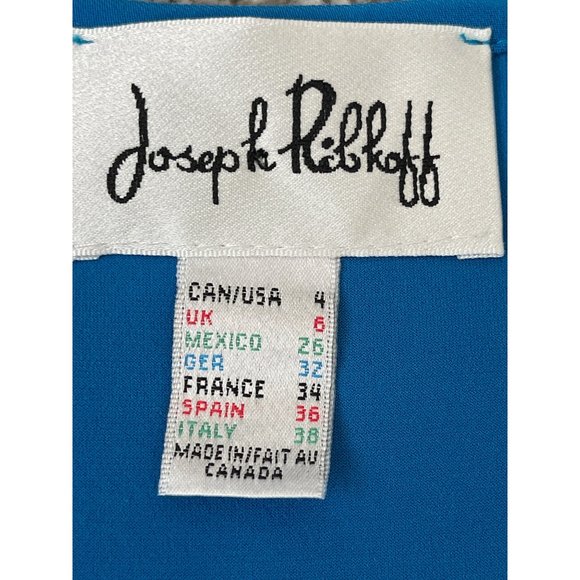 Joseph Ribkoff
CAN/USA 4
UK 6
MEXICO 26
GER 32
FRANCE 34
SPAIN 36
ITALY 38
MADE IN/FAIT AU
CANADA